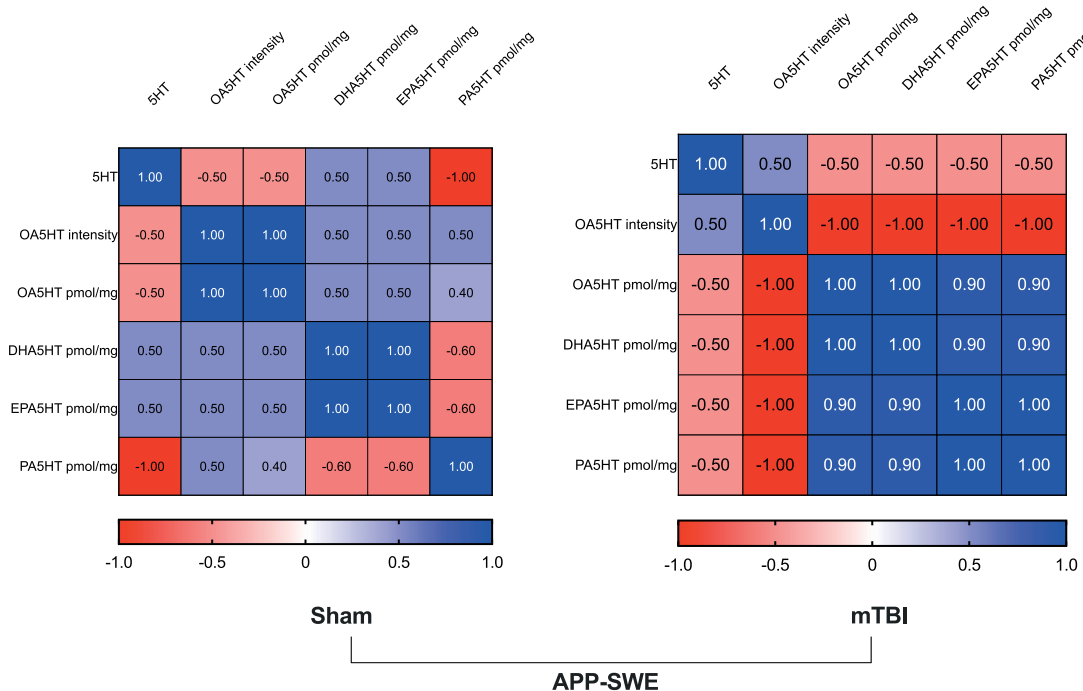 5HT OA5HT intensity OA5HT pmol/mg DHA5HT pmol/mg EPA5HT pmol/mg PA5HT pmol/mg
5HT 1.00 -0.50 -0.50 0.50 0.50 -1.00
OA5HT intensity -0.50 1.00 1.00 0.50 0.50 0.50
OA5HT pmol/mg -0.50 1.00 1.00 0.50 0.50 0.40
DHA5HT pmol/mg 0.50 0.50 0.50 1.00 1.00 -0.60
EPA5HT pmol/mg 0.50 0.50 0.50 1.00 1.00 -0.60
PA5HT pmol/mg -1.00 0.50 0.40 -0.60 -0.60 1.00
-1.0 -0.5 0 0.5 1.0
Sham
5HT OA5HT intensity OA5HT pmol/mg DHA5HT pmol/mg EPA5HT pmol/mg PA5HT pmo
5HT 1.00 0.50 -0.50 -0.50 -0.50 -0.50
OA5HT intensity 0.50 1.00 -1.00 -1.00 -1.00 -1.00
OA5HT pmol/mg -0.50 -1.00 1.00 1.00 0.90 0.90
DHA5HT pmol/mg -0.50 -1.00 1.00 1.00 0.90 0.90
EPA5HT pmol/mg -0.50 -1.00 0.90 0.90 1.00 1.00
PA5HT pmol/mg -0.50 -1.00 0.90 0.90 1.00 1.00
-1.0 -0.5 0 0.5 1.0
mTBI
APP-SWE